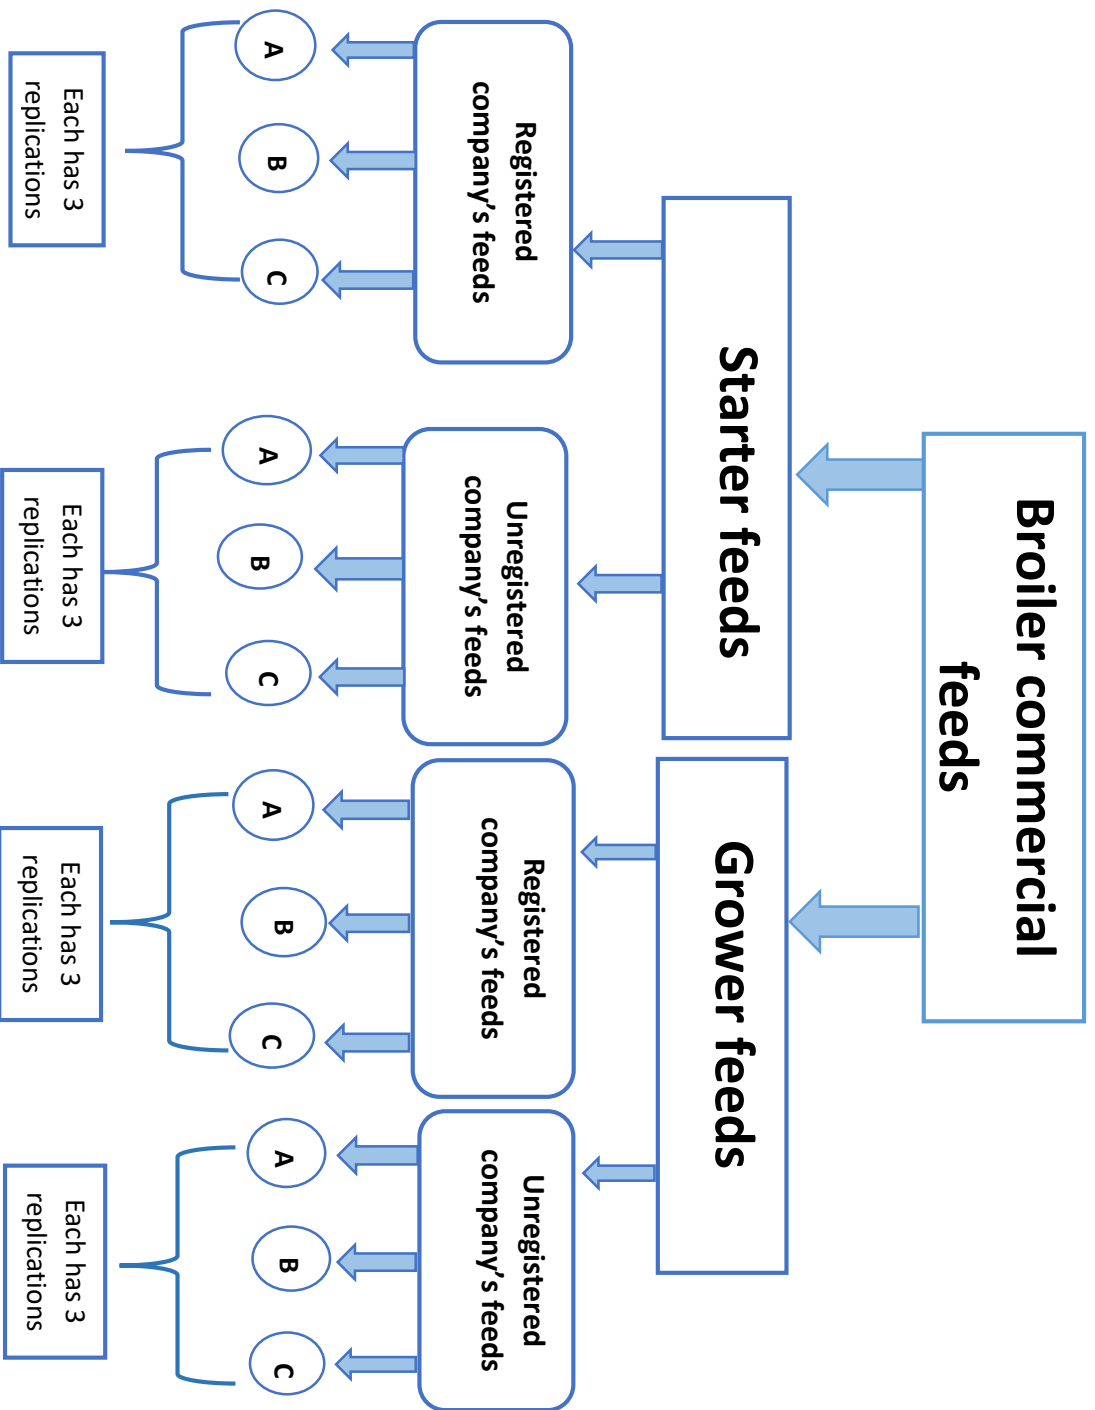 Broiler commercial
feeds
Starter feeds
Grower feeds
Registered
company's feeds
Unregistered
company's feeds
Registered
company's feeds
Unregistered
company's feeds
A
B
C
A
B
C
A
B
C
A
B
C
Each has 3
replications
Each has 3
replications
Each has 3
replications
Each has 3
replications